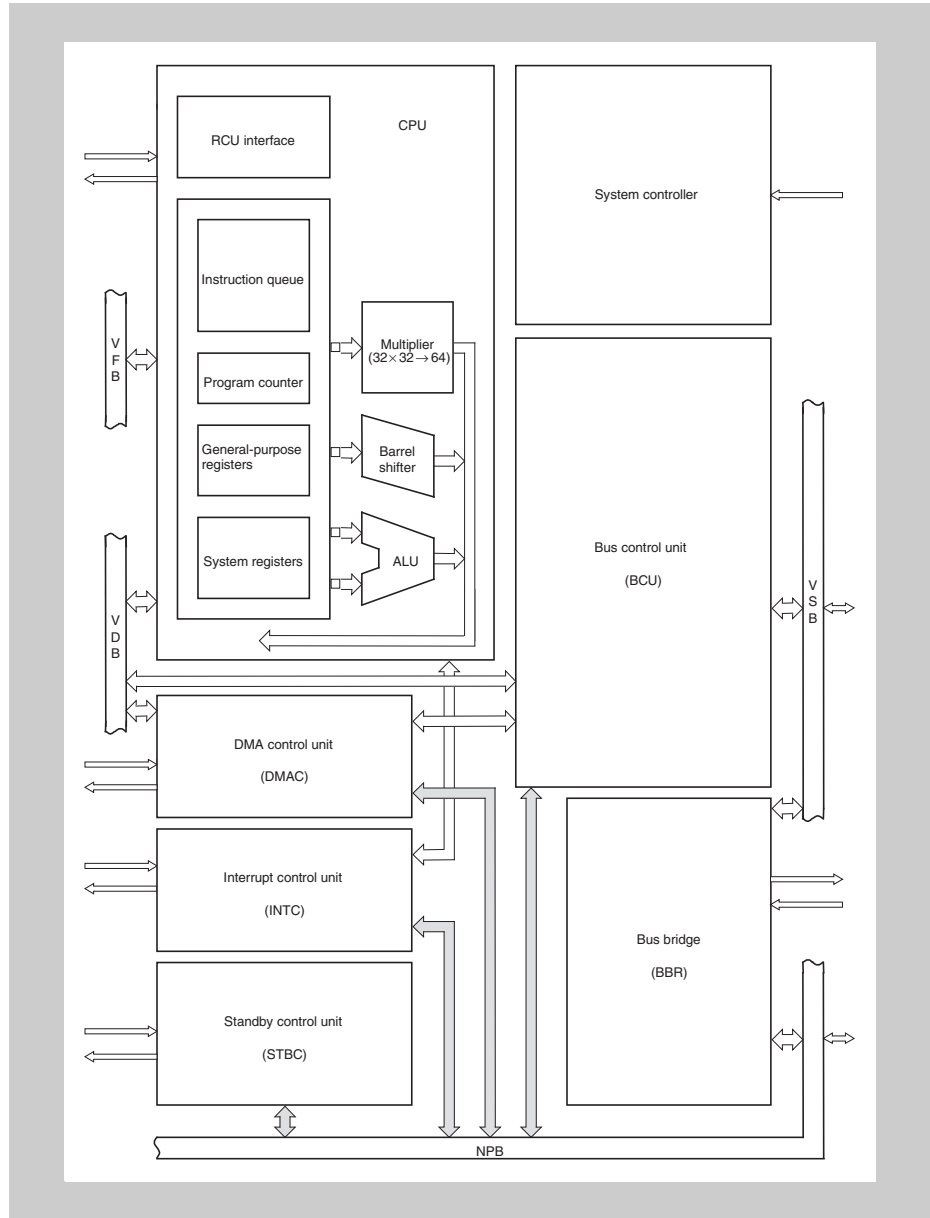 CPU
RCU interface
System controller
Instruction queue
Program counter
General-purpose
registers
System registers
Multiplier
(32×32→64)
Barrel
shifter
ALU
V
F
B
V
D
B
Bus control unit
(BCU)
V
S
B
DMA control unit
(DMAC)
Interrupt control unit
(INTC)
Standby control unit
(STBC)
Bus bridge
(BBR)
NPB